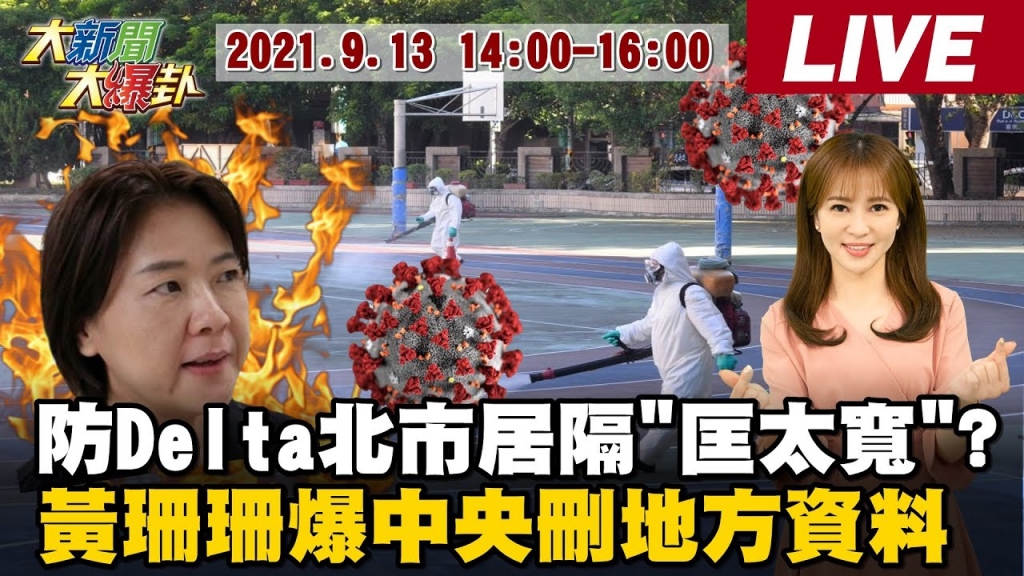 大新聞
大爆卦
2021.9.13 14:00-16:00
LIVE
防Delta北市居隔"匡太寬"?
黃珊珊爆中央刪地方資料